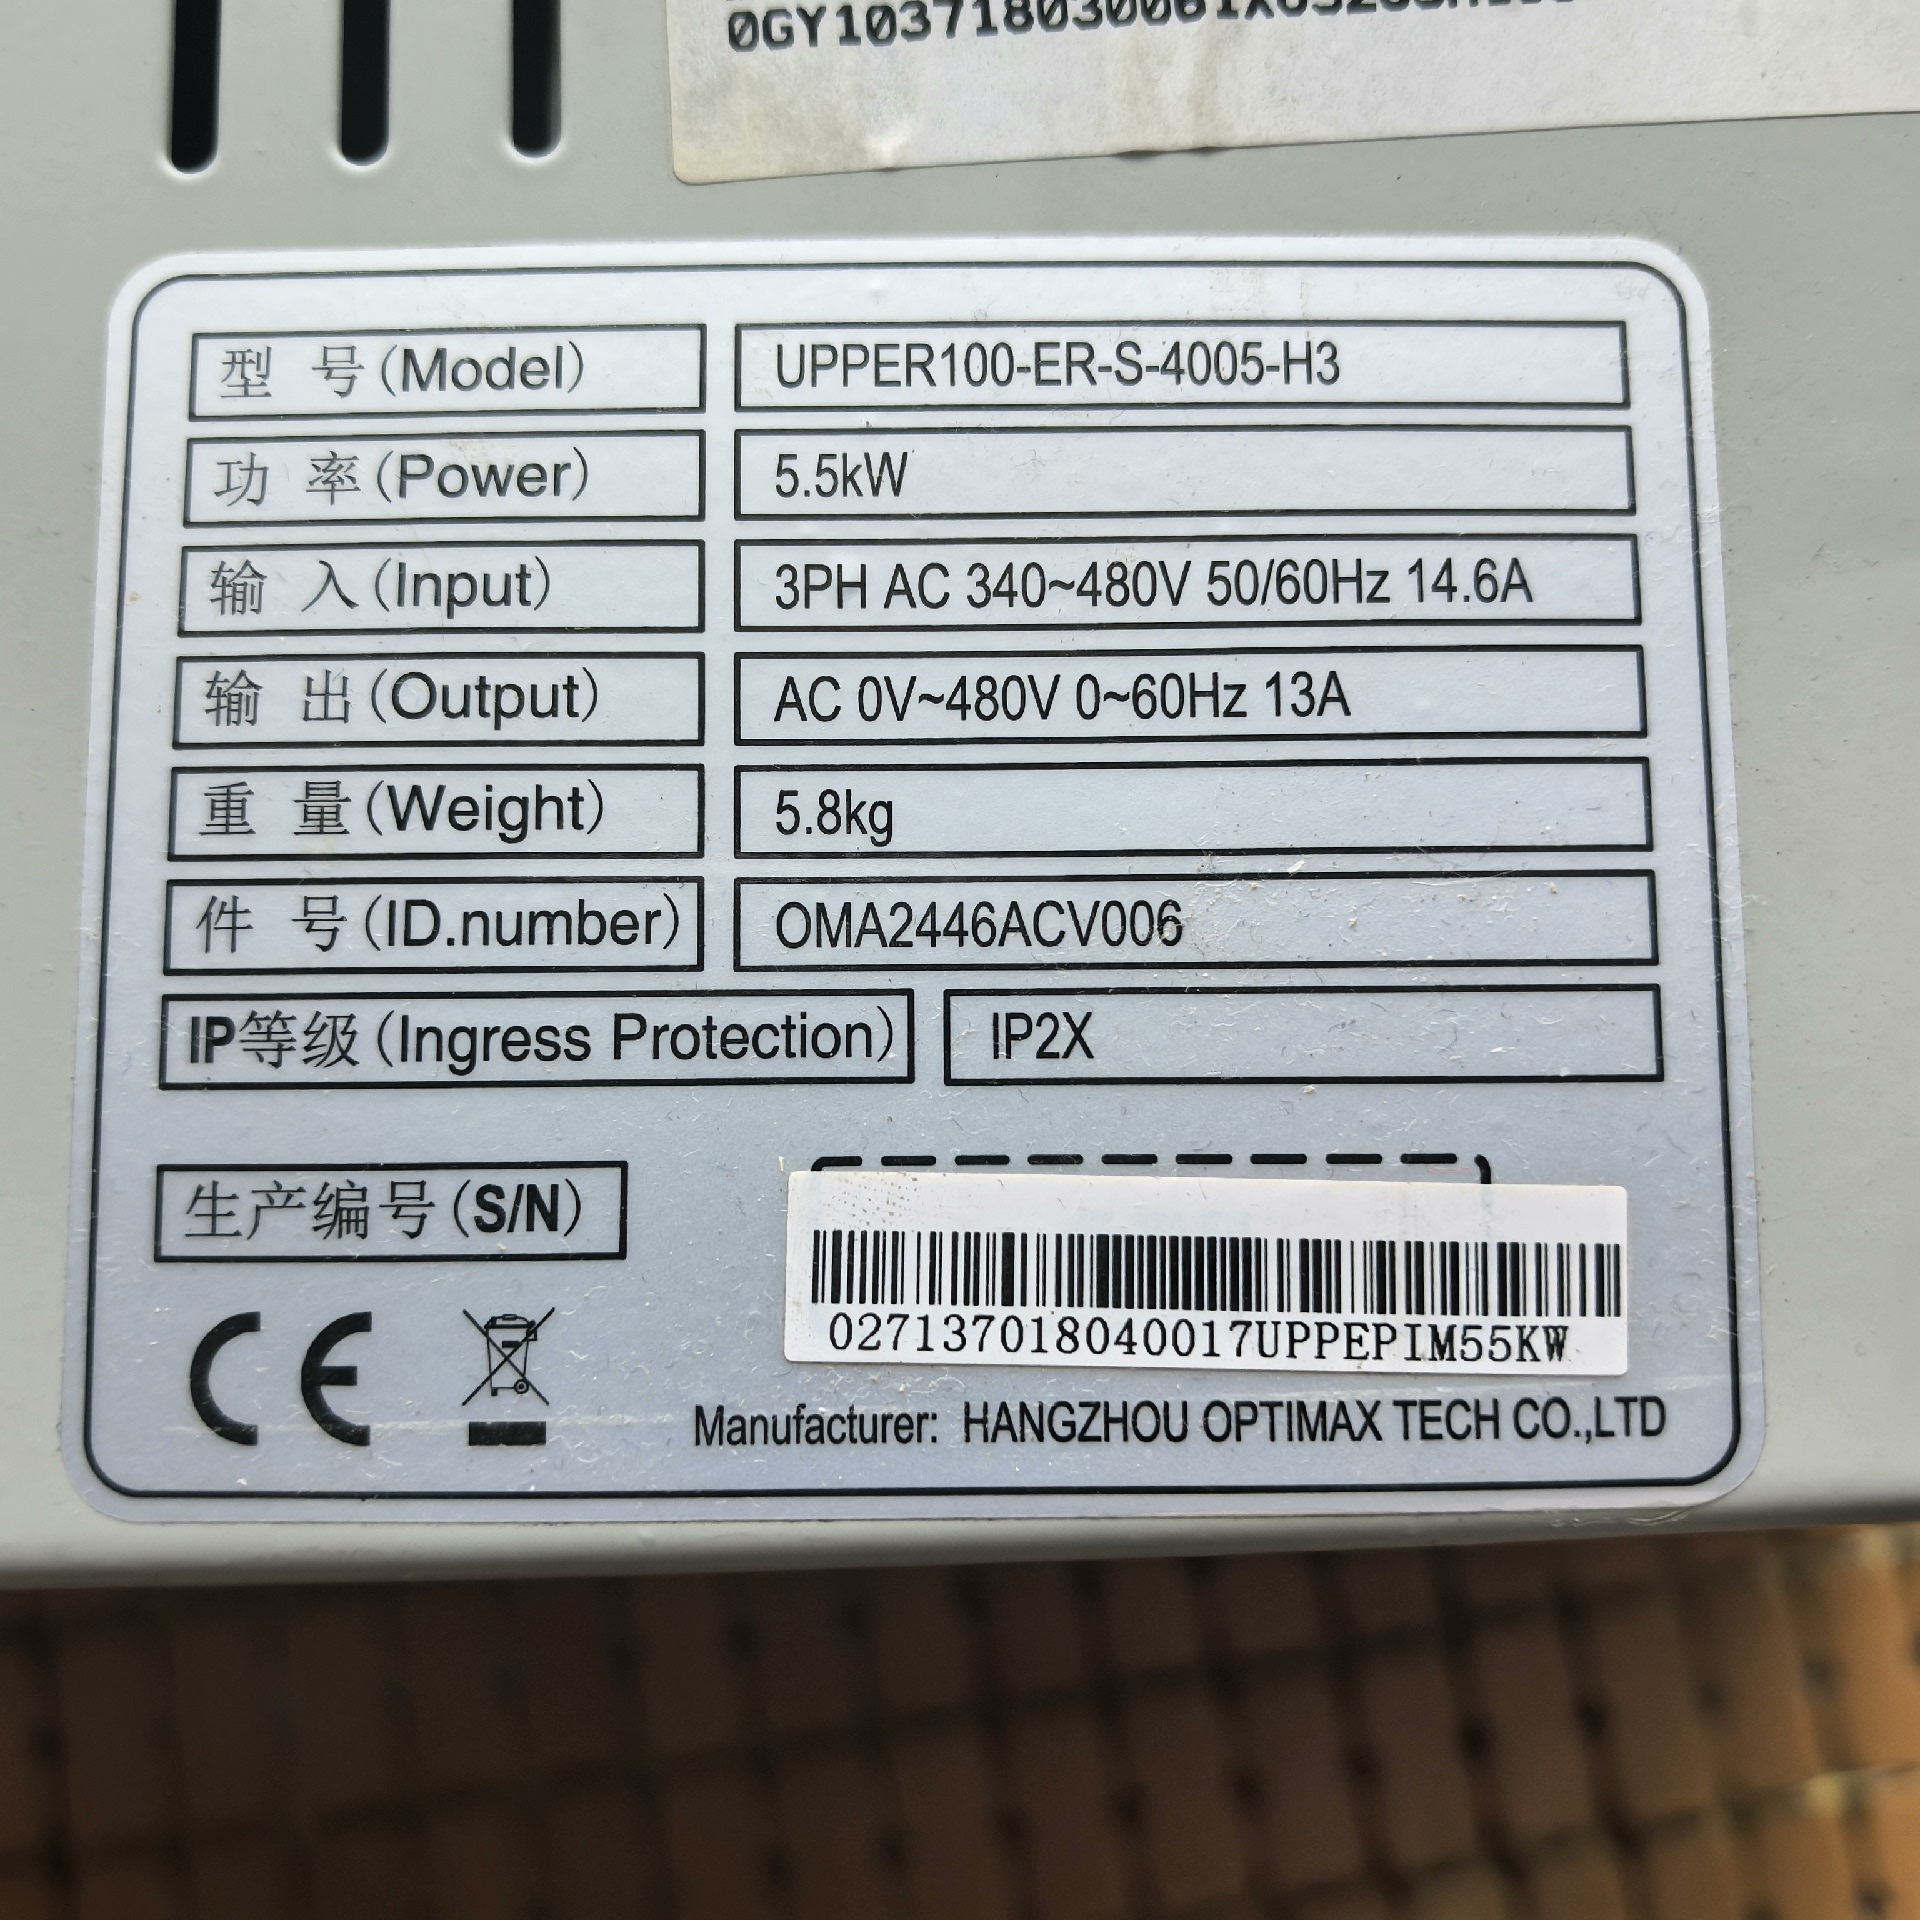 型 号(Model) UPPER100-ER-S-4005-H3
功 率(Power) 5.5kW
输 入(Input) 3PH AC 340~480V 50/60Hz 14.6A
输 出(Output) AC 0V~480V 0~60Hz 13A
重 量(Weight) 5.8kg
件 号(ID.number) OMA2446ACV006
IP等级(Ingress Protection) IP2X
生产编号(S/N)
027137018040017UPPEPIM55KW
CE
Manufacturer: HANGZHOU OPTIMAX TECH CO.,LTD